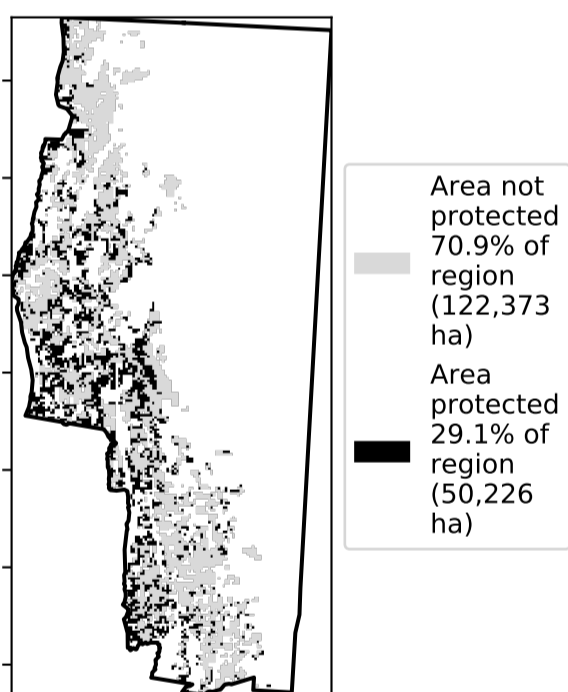 Area not
protected
70.9% of
region
(122,373
ha)
Area
protected
29.1% of
region
(50,226
ha)